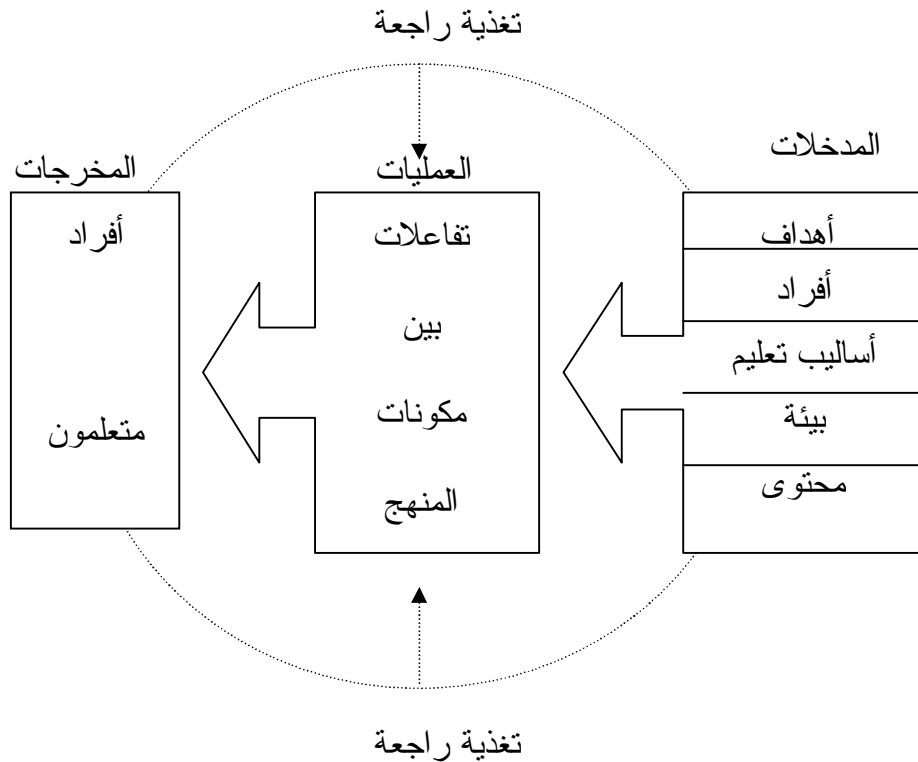 تغذية راجعة
المدخلات
أهداف
أفراد
أساليب تعليم
بيئة
محتوى
العمليات
تفاعلات
بين
مكونات
المنهج
المخرجات
أفراد
متعلمون
تغذية راجعة